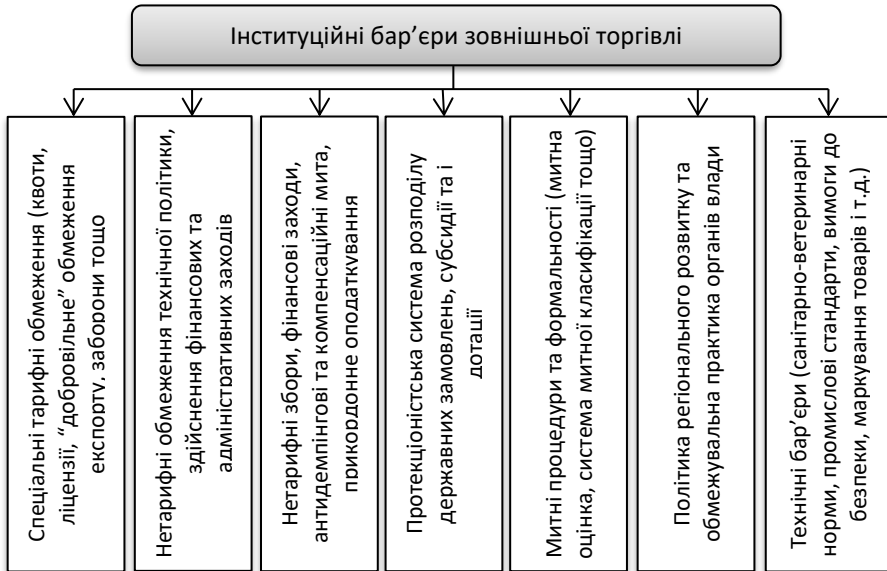 Інституційні бар’єри зовнішньої торгівлі
Спеціальні тарифні обмеження (квоти,
ліцензії, “добровільне” обмеження
експорту, заборони тощо
Нетарифні обмеження технічної політики,
здійснення фінансових та
адміністративних заходів
Нетарифні збори, фінансові заходи,
антидемпінгові та компенсаційні мита,
прикордонне оподаткування
Протекціоністська система розподілу
державних замовлень, субсидії та і
дотації
Митні процедури та формальності (митна
оцінка, система митної класифікації тощо)
Політика регіонального розвитку та
обмежувальна практика органів влади
Технічні бар’єри (санітарно-ветеринарні
норми, промислові стандарти, вимоги до
безпеки, маркування товарів і т.д.)